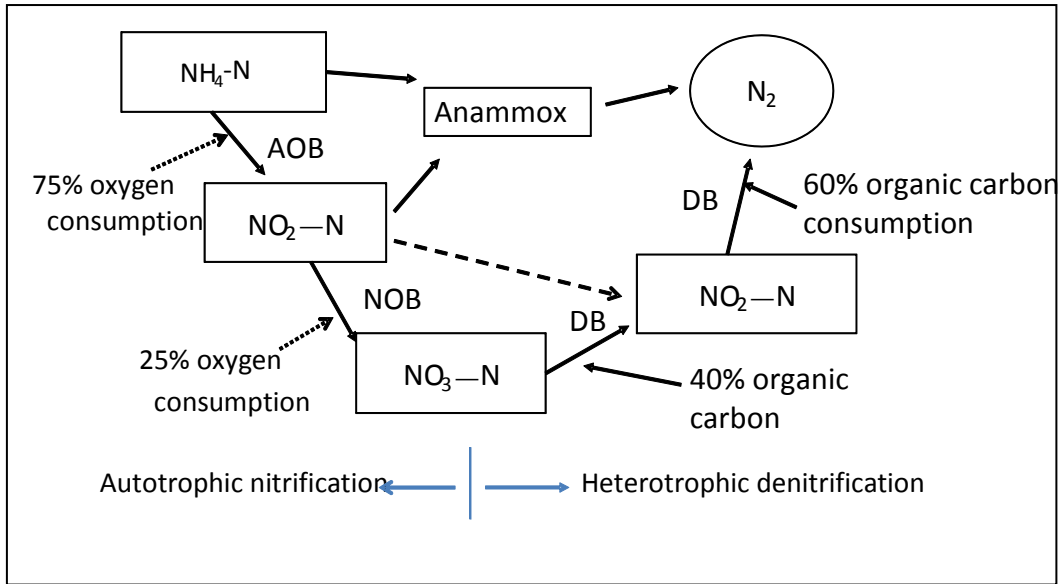 NH₄-N
N₂
Anammox
AOB
75% oxygen
consumption
60% organic carbon
consumption
DB
NO₂—N
NO₂—N
NOB
DB
25% oxygen
consumption
NO₃—N
40% organic
carbon
Autotrophic nitrification
Heterotrophic denitrification